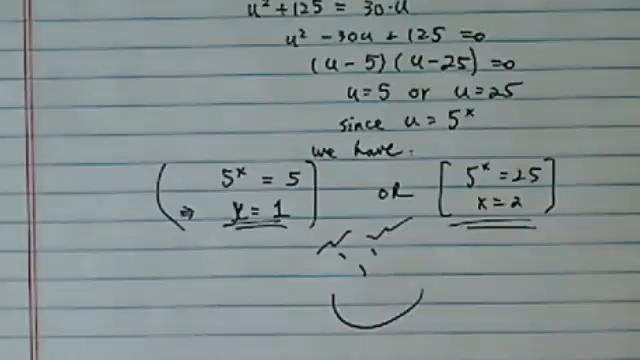 u² + 125 = 30·u
u² - 30u + 125 = 0
(u - 5) (u - 25) = 0
u = 5 or u = 25
since u = 5ˣ
we have.
5ˣ = 5 OR 5ˣ = 25
⇒ x = 1 x = 2